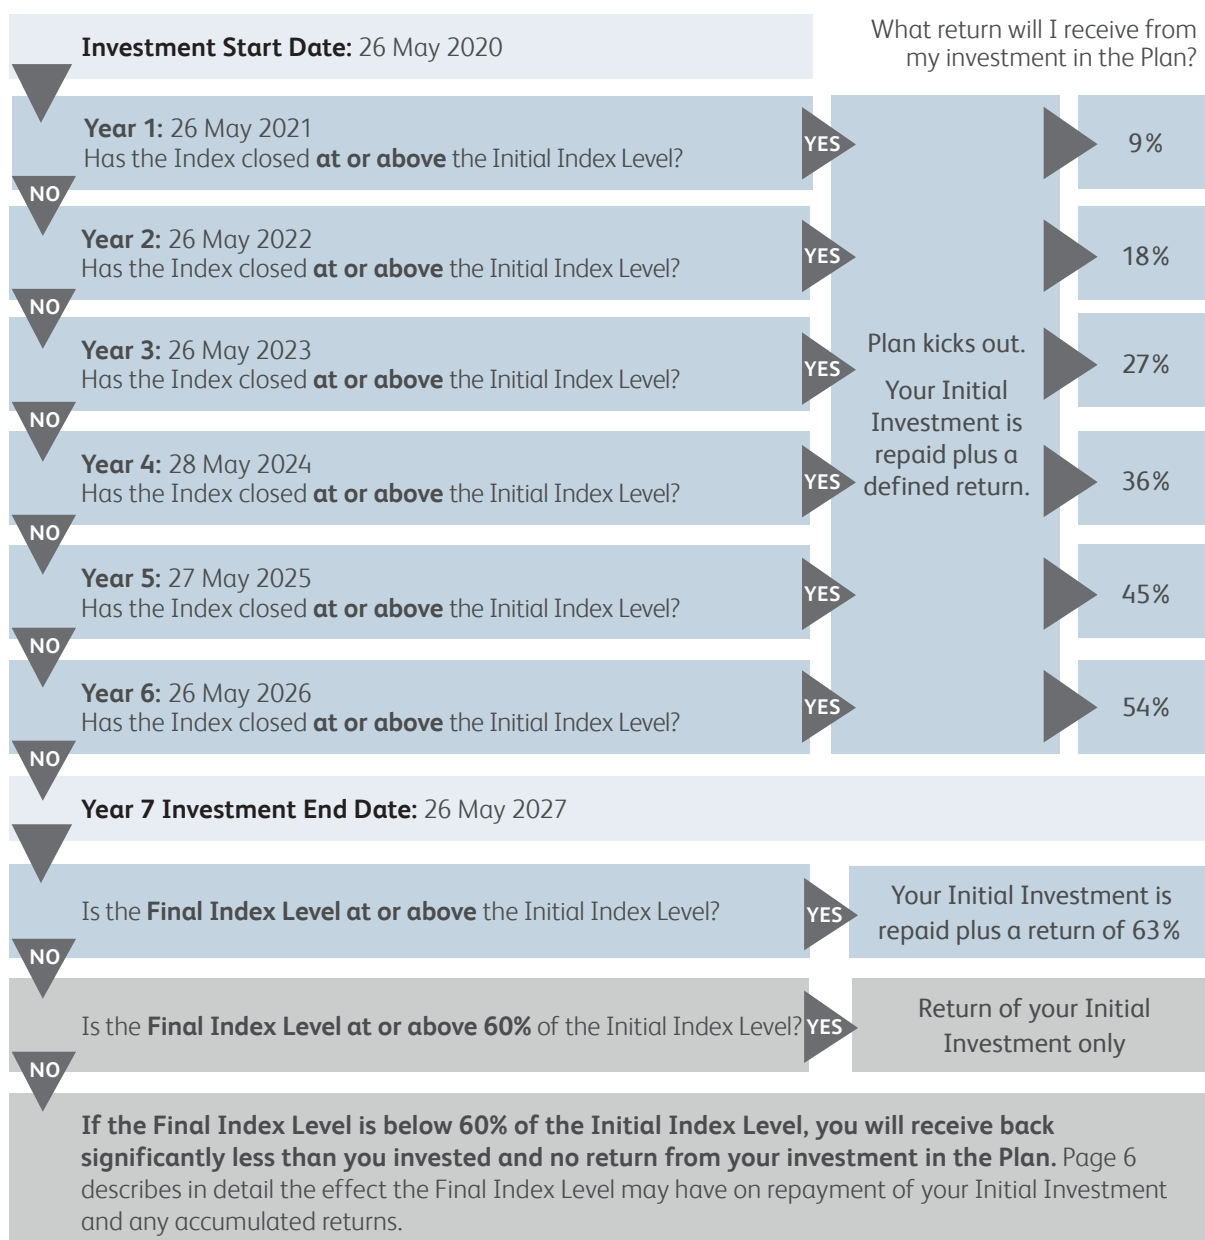 What return will I receive from
my investment in the Plan?
Investment Start Date: 26 May 2020
Year 1: 26 May 2021
Has the Index closed at or above the Initial Index Level?
YES
9%
NO
Year 2: 26 May 2022
Has the Index closed at or above the Initial Index Level?
YES
18%
NO
Year 3: 26 May 2023
Has the Index closed at or above the Initial Index Level?
YES
Plan kicks out.
Your Initial
Investment is
repaid plus a
defined return.
27%
NO
Year 4: 28 May 2024
Has the Index closed at or above the Initial Index Level?
YES
36%
NO
Year 5: 27 May 2025
Has the Index closed at or above the Initial Index Level?
YES
45%
NO
Year 6: 26 May 2026
Has the Index closed at or above the Initial Index Level?
YES
54%
NO
Year 7 Investment End Date: 26 May 2027
Is the Final Index Level at or above the Initial Index Level?
YES
Your Initial Investment is
repaid plus a return of 63%
NO
Is the Final Index Level at or above 60% of the Initial Index Level?
YES
Return of your Initial
Investment only
NO
If the Final Index Level is below 60% of the Initial Index Level, you will receive back
significantly less than you invested and no return from your investment in the Plan. Page 6
describes in detail the effect the Final Index Level may have on repayment of your Initial Investment
and any accumulated returns.